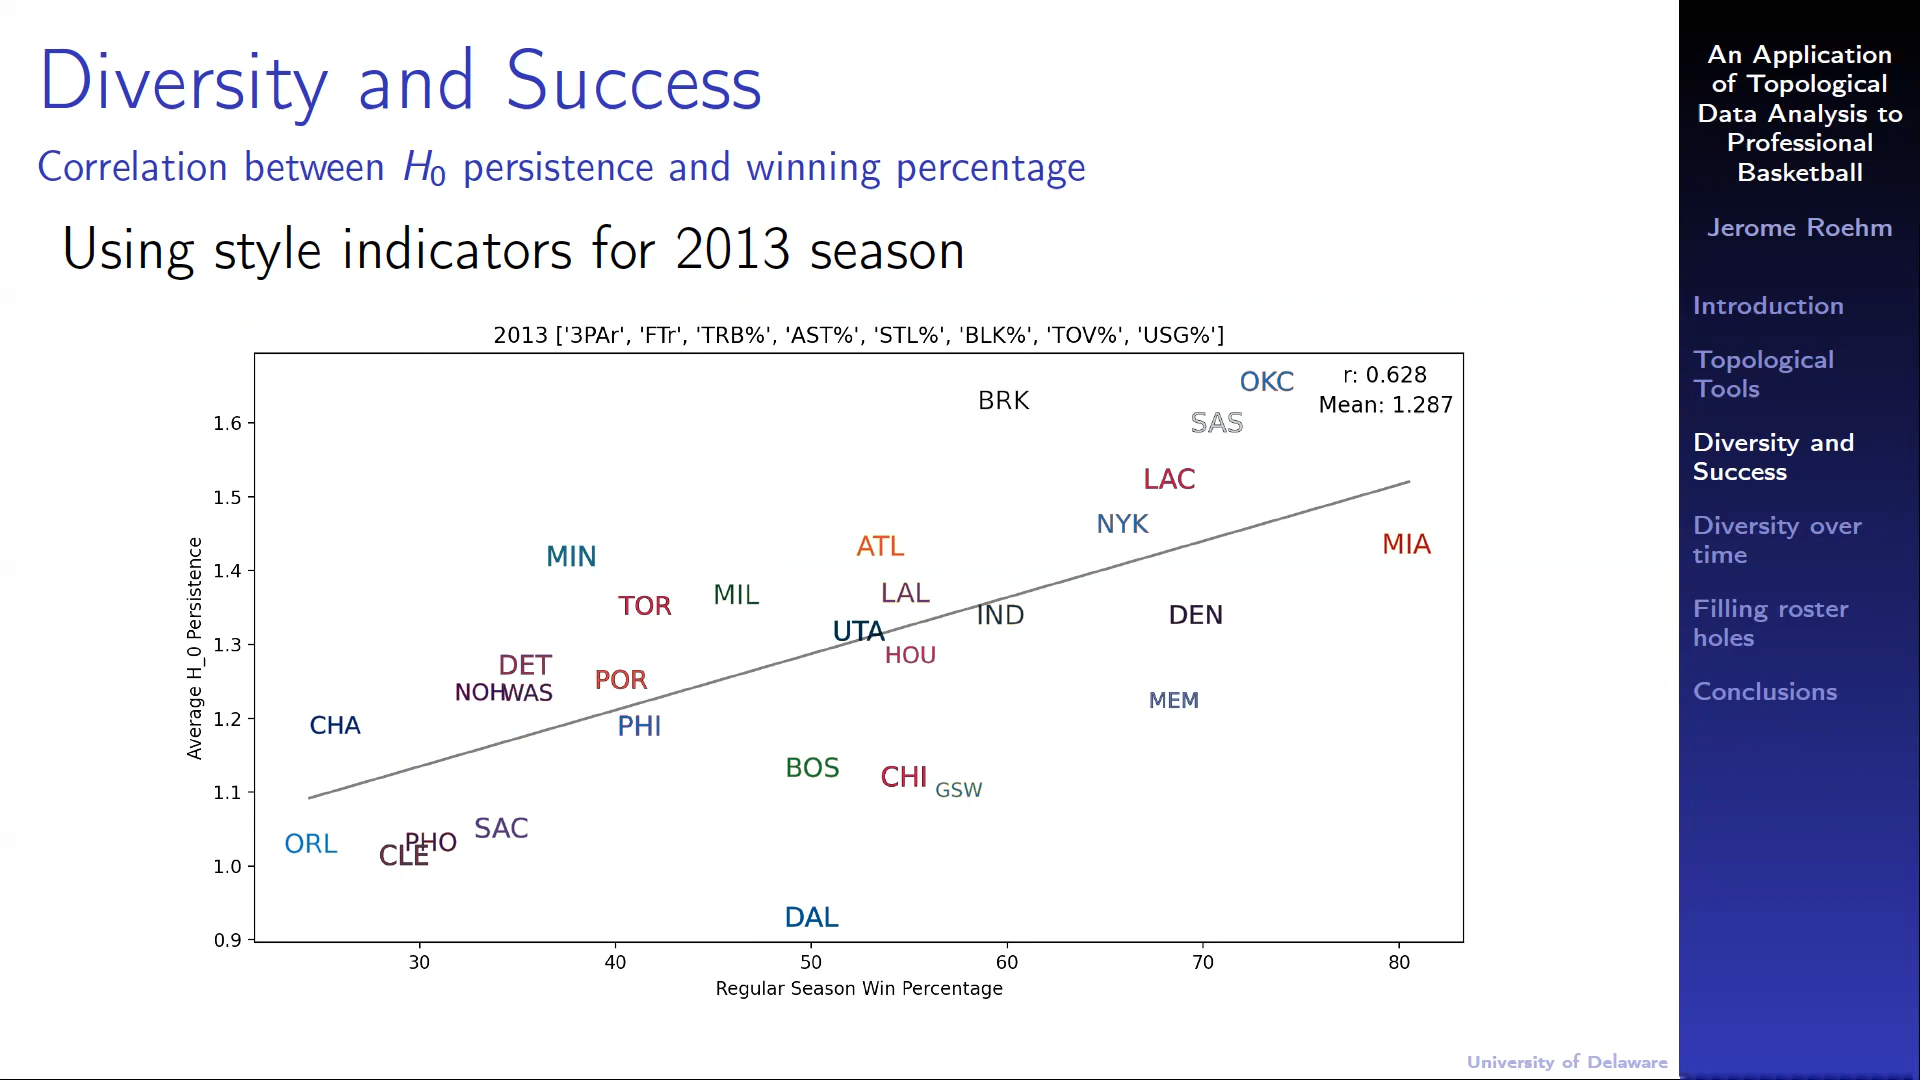 Diversity and Success
Correlation between H0 persistence and winning percentage
Using style indicators for 2013 season
2013 ['3PAr', 'FTr', 'TRB%', 'AST%', 'STL%', 'BLK%', 'TOV%', 'USG%']
r: 0.628
Mean: 1.287
OKC
BRK
SAS
LAC
NYK
MIA
ATL
MIN
LAL
MIL
TOR
IND
DEN
UTA
HOU
DET
POR
NOH
WAS
MEM
CHA
PHI
BOS
CHI
GSW
SAC
ORL
PHO
CLE
DAL
1.6
1.5
1.4
1.3
1.2
1.1
1.0
0.9
Average H_0 Persistence
30 40 50 60 70 80
Regular Season Win Percentage
University of Delaware
An Application
of Topological
Data Analysis to
Professional
Basketball
Jerome Roehm
Introduction
Topological
Tools
Diversity and
Success
Diversity over
time
Filling roster
holes
Conclusions